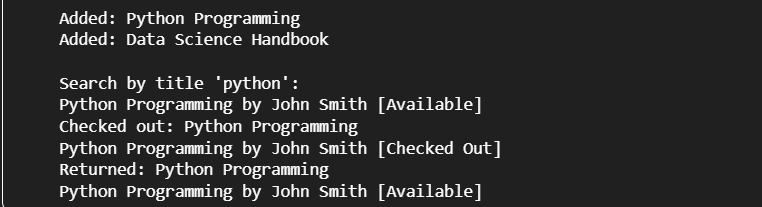 Added: Python Programming
Added: Data Science Handbook
Search by title 'python':
Python Programming by John Smith [Available]
Checked out: Python Programming
Python Programming by John Smith [Checked Out]
Returned: Python Programming
Python Programming by John Smith [Available]